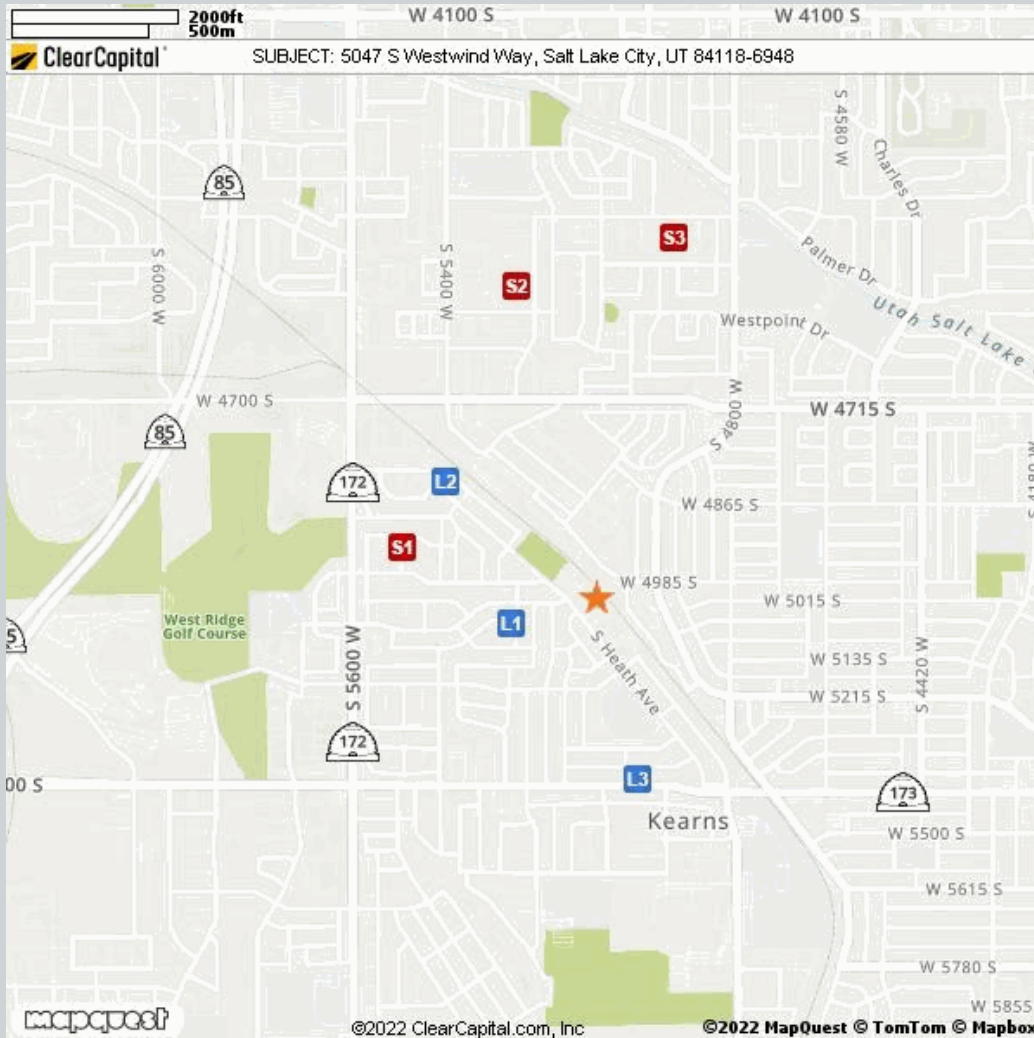 2000ft
500m
W 4100 S
W 4100 S
ClearCapital
SUBJECT: 5047 S Westwind Way, Salt Lake City, UT 84118-6948
S 4580 W
Charles Dr
85
S3
S 6000 W
S 5400 W
Palmer Dr
S2
Utah Salt Lake
Westpoint Dr
W 4700 S
S 4800 W
W 4715 S
85
172
L2
S 4180 W
W 4865 S
S1
W 4985 S
W 5015 S
West Ridge
Golf Course
L1
5
S 5600 W
S Heath Ave
W 5135 S
S 4420 W
W 5215 S
172
L3
00 S
173
Kearns
W 5500 S
W 5615 S
W 5780 S
W 5855
mapquest
©2022 ClearCapital.com, Inc
©2022 MapQuest © TomTom © Mapbox